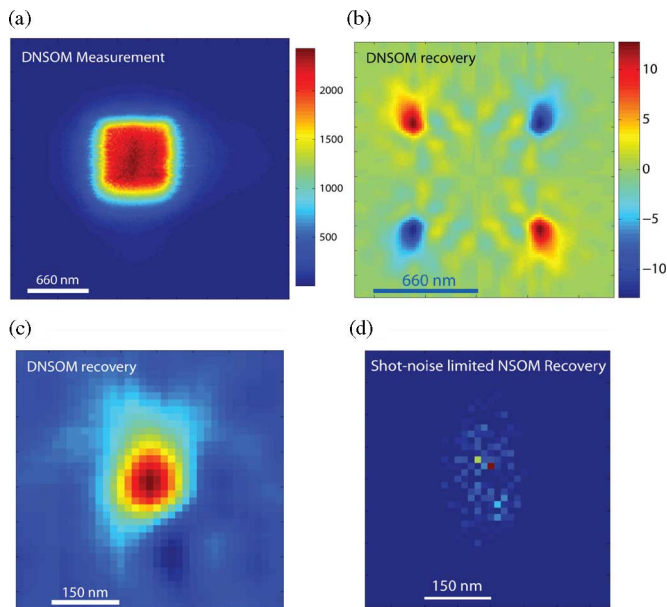 (a)
DNSOM Measurement
2000
1500
1000
500
660 nm
(b)
DNSOM recovery
10
5
0
−5
−10
660 nm
(c)
DNSOM recovery
150 nm
(d)
Shot-noise limited NSOM Recovery
150 nm